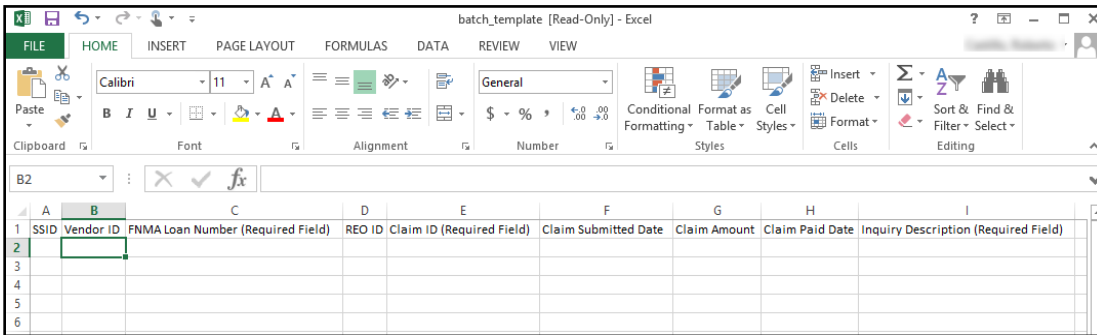 batch_template [Read-Only] - Excel
FILE HOME INSERT PAGE LAYOUT FORMULAS DATA REVIEW VIEW
Paste
Calibri 11 A A
B I U A
General
$ % , .00 .0
Conditional Formatting
Format as Table
Cell Styles
Insert
Delete
Format
Sort & Filter
Find & Select
Clipboard Font Alignment Number Styles Cells Editing
B2 fx
A B C D E F G H I
1 SSID Vendor ID FNMA Loan Number (Required Field) REO ID Claim ID (Required Field) Claim Submitted Date Claim Amount Claim Paid Date Inquiry Description (Required Field)
2
3
4
5
6